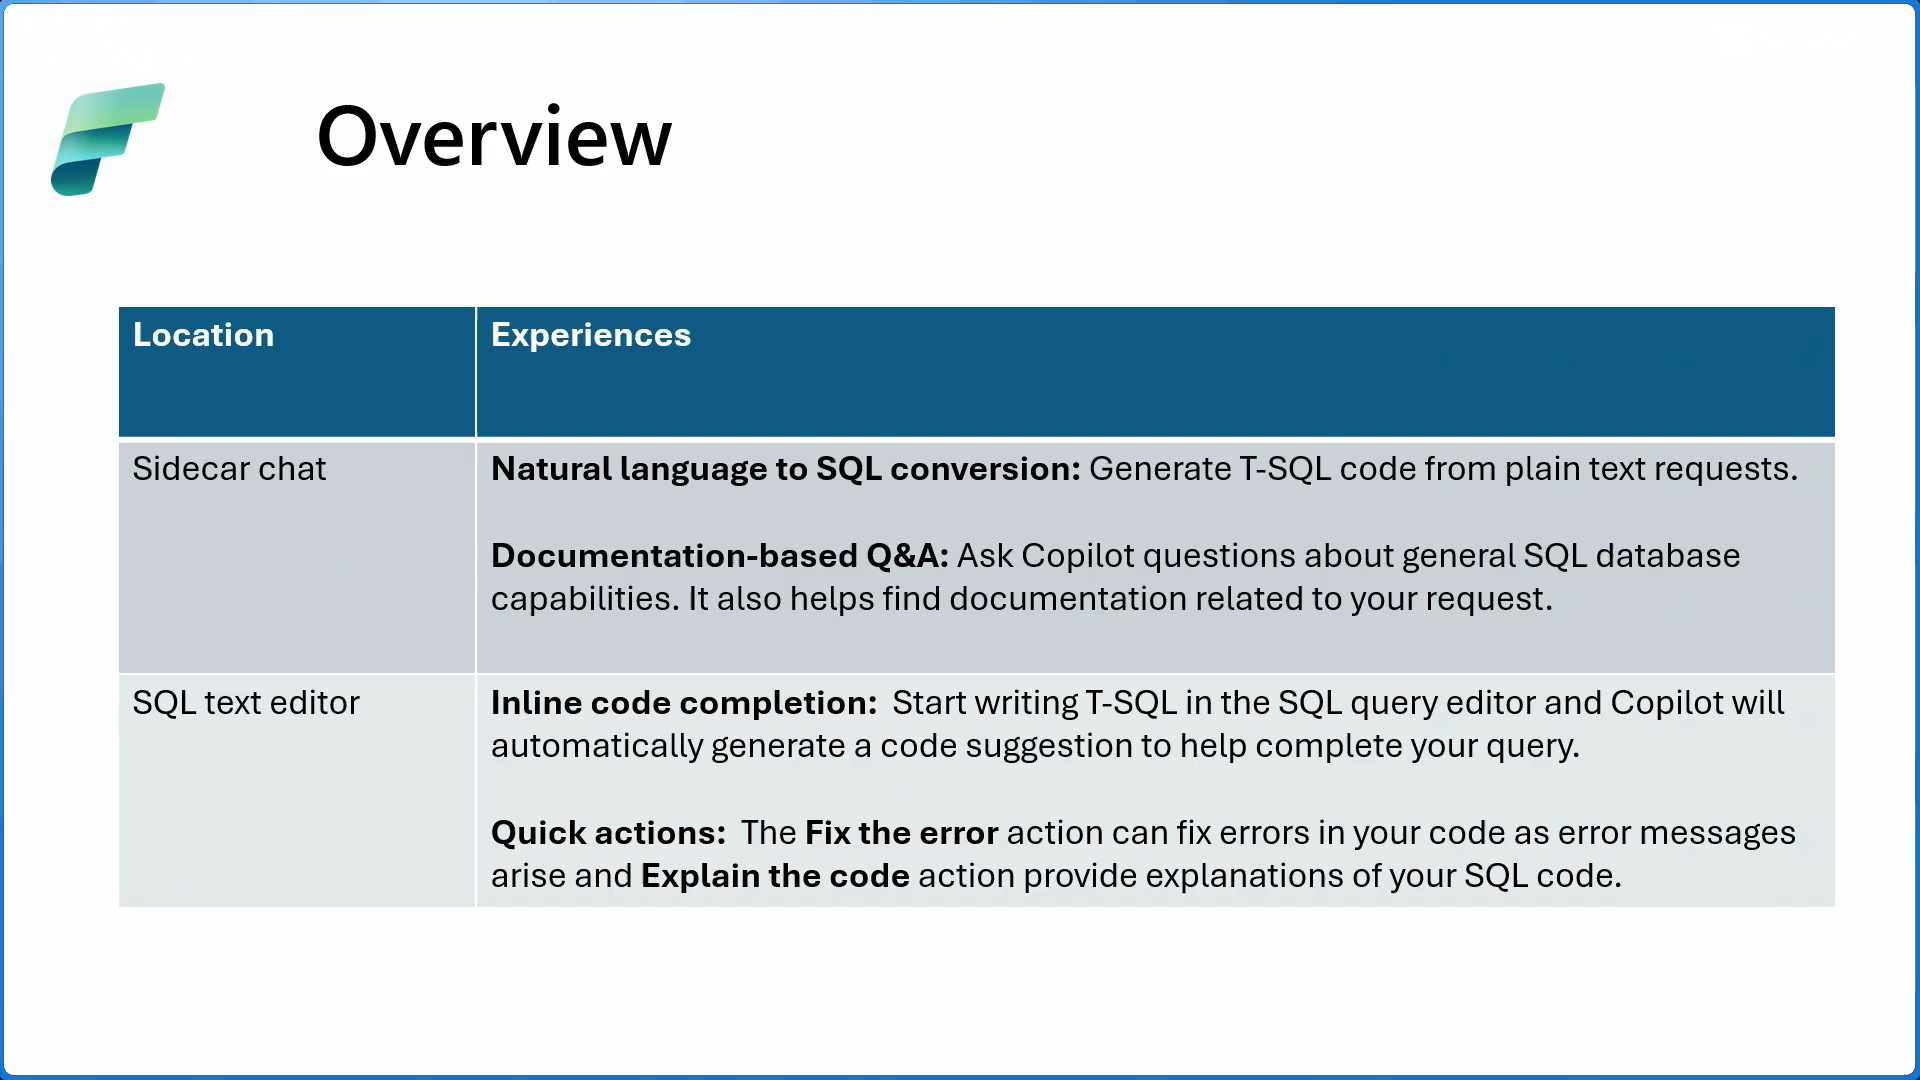 Overview
Location
Experiences
Sidecar chat
Natural language to SQL conversion: Generate T-SQL code from plain text requests.
Documentation-based Q&A: Ask Copilot questions about general SQL database
capabilities. It also helps find documentation related to your request.
SQL text editor
Inline code completion:  Start writing T-SQL in the SQL query editor and Copilot will
automatically generate a code suggestion to help complete your query.
Quick actions:  The Fix the error action can fix errors in your code as error messages
arise and Explain the code action provide explanations of your SQL code.